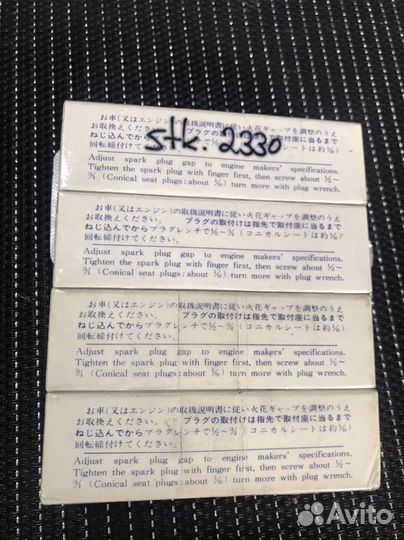 stk. 2330
お車(又はエンジン)の取扱説明書に従い火花ギャップを調整のうえ
お取換えください。 プラグの取付けは指先で取付座に当るまで
ねじ込んでからプラグレンチで½~¾(コニカルシートは約⅙)
回転締付けてください。
Adjust spark plug gap to engine makers' specifications.
Tighten the spark plug with finger first, then screw about ½~
¾ (Conical seat plugs: about ⅙) turn more with plug wrench.
お車(又はエンジン)の取扱説明書に従い火花ギャップを調整のうえ
お取換えください。 プラグの取付けは指先で取付座に当るまで
ねじ込んでからプラグレンチで½~¾(コニカルシートは約⅙)
回転締付けてください。
Adjust spark plug gap to engine makers' specifications.
Tighten the spark plug with finger first, then screw about ½~
¾ (Conical seat plugs: about ⅙) turn more with plug wrench.
お車(又はエンジン)の取扱説明書に従い火花ギャップを調整のうえ
お取換えください。 プラグの取付けは指先で取付座に当るまで
ねじ込んでからプラグレンチで½~¾(コニカルシートは約⅙)
回転締付けてください。
Adjust spark plug gap to engine makers' specifications.
Tighten the spark plug with finger first, then screw about ½~
¾ (Conical seat plugs: about ⅙) turn more with plug wrench.
お車(又はエンジン)の取扱説明書に従い火花ギャップを調整のうえ
お取換えください。 プラグの取付けは指先で取付座に当るまで
ねじ込んでからプラグレンチで½~¾(コニカルシートは約⅙)
回転締付けてください。
Adjust spark plug gap to engine makers' specifications.
Tighten the spark plug with finger first, then screw about ½~
¾ (Conical seat plugs: about ⅙) turn more with plug wrench.
Avito